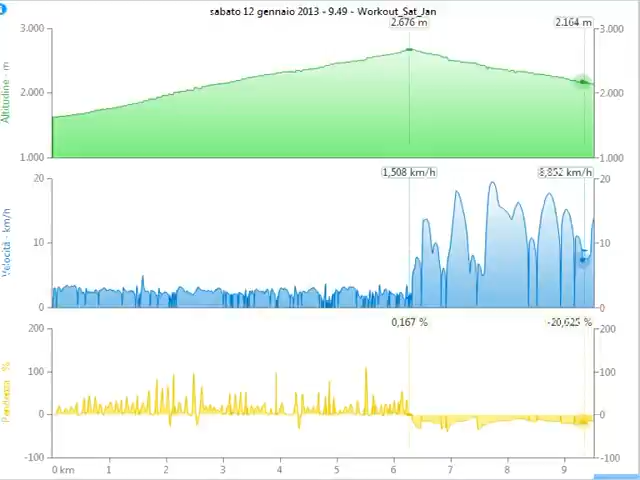 sabato 12 gennaio 2013 - 9.49 - Workout_Sat_Jan
2.676 m 2.164 m
3.000 3.000
Altitudine - m
2.000 2.000
1.000 1.000
1,508 km/h 8,852 km/h
20 20
Velocità - km/h
10 10
0 0
0,167 % -20,625 %
200 200
100 100
Pendenza %
0 0
-100 -100
0 km 1 2 3 4 5 6 7 8 9